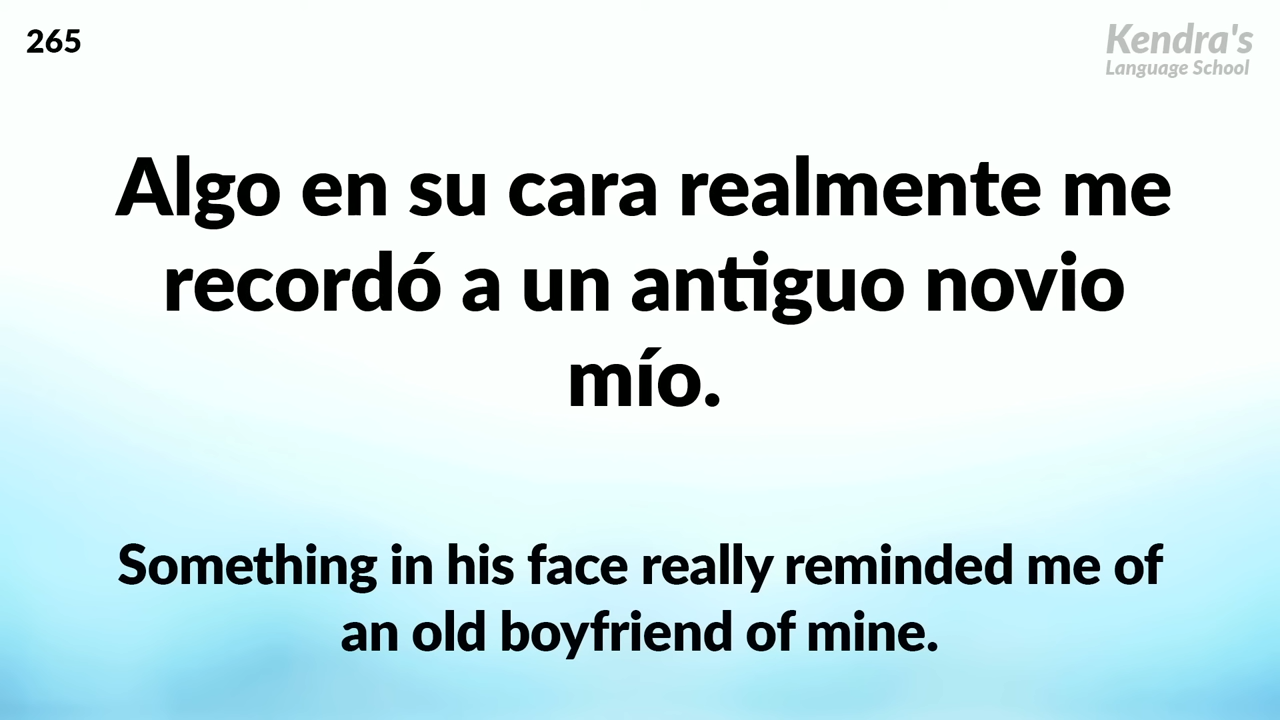 265
Kendra's
Language School
Algo en su cara realmente me
recordó a un antiguo novio
mío.
Something in his face really reminded me of
an old boyfriend of mine.